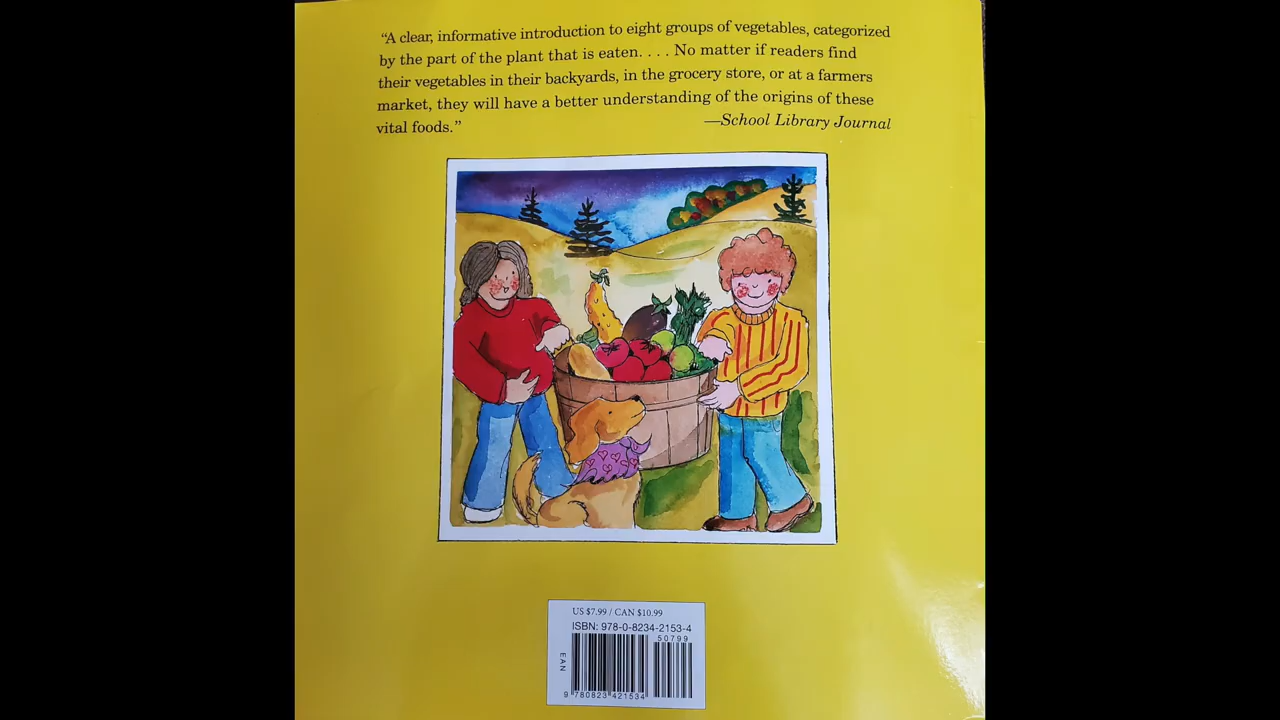 “A clear, informative introduction to eight groups of vegetables, categorized
by the part of the plant that is eaten. . . . No matter if readers find
their vegetables in their backyards, in the grocery store, or at a farmers
market, they will have a better understanding of the origins of these
vital foods.” —School Library Journal
US $7.99 / CAN $10.99
ISBN: 978-0-8234-2153-4
50799
EAN
9 780823 421534